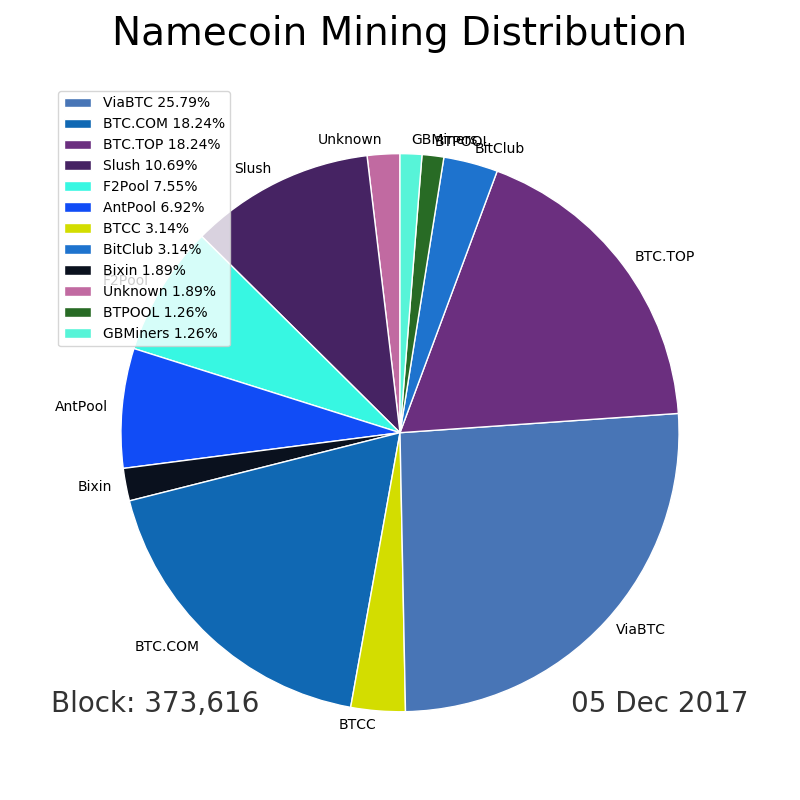 Namecoin Mining Distribution
ViaBTC 25.79%
BTC.COM 18.24%
BTC.TOP 18.24%
Slush 10.69%
F2Pool 7.55%
AntPool 6.92%
BTCC 3.14%
BitClub 3.14%
Bixin 1.89%
Unknown 1.89%
BTPOOL 1.26%
GBMiners 1.26%
Unknown
GBMiners
BTPOOL
BitClub
Slush
BTC.TOP
F2Pool
AntPool
Bixin
ViaBTC
BTC.COM
BTCC
Block: 373,616
05 Dec 2017